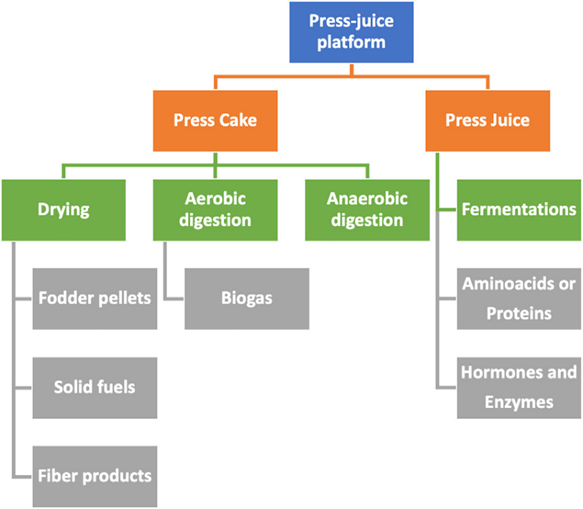 Press-juice
platform
Press Cake
Press Juice
Drying
Aerobic
digestion
Anaerobic
digestion
Fermentations
Fodder pellets
Biogas
Aminoacids or
Proteins
Solid fuels
Hormones and
Enzymes
Fiber products